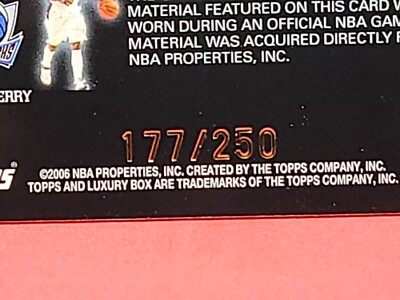 MATERIAL FEATURED ON THIS CARD W
WORN DURING AN OFFICIAL NBA GAM
MATERIAL WAS ACQUIRED DIRECTLY F
NBA PROPERTIES, INC.
ERRY
177/250
©2006 NBA PROPERTIES, INC. CREATED BY THE TOPPS COMPANY, INC.
TOPPS AND LUXURY BOX ARE TRADEMARKS OF THE TOPPS COMPANY, INC.